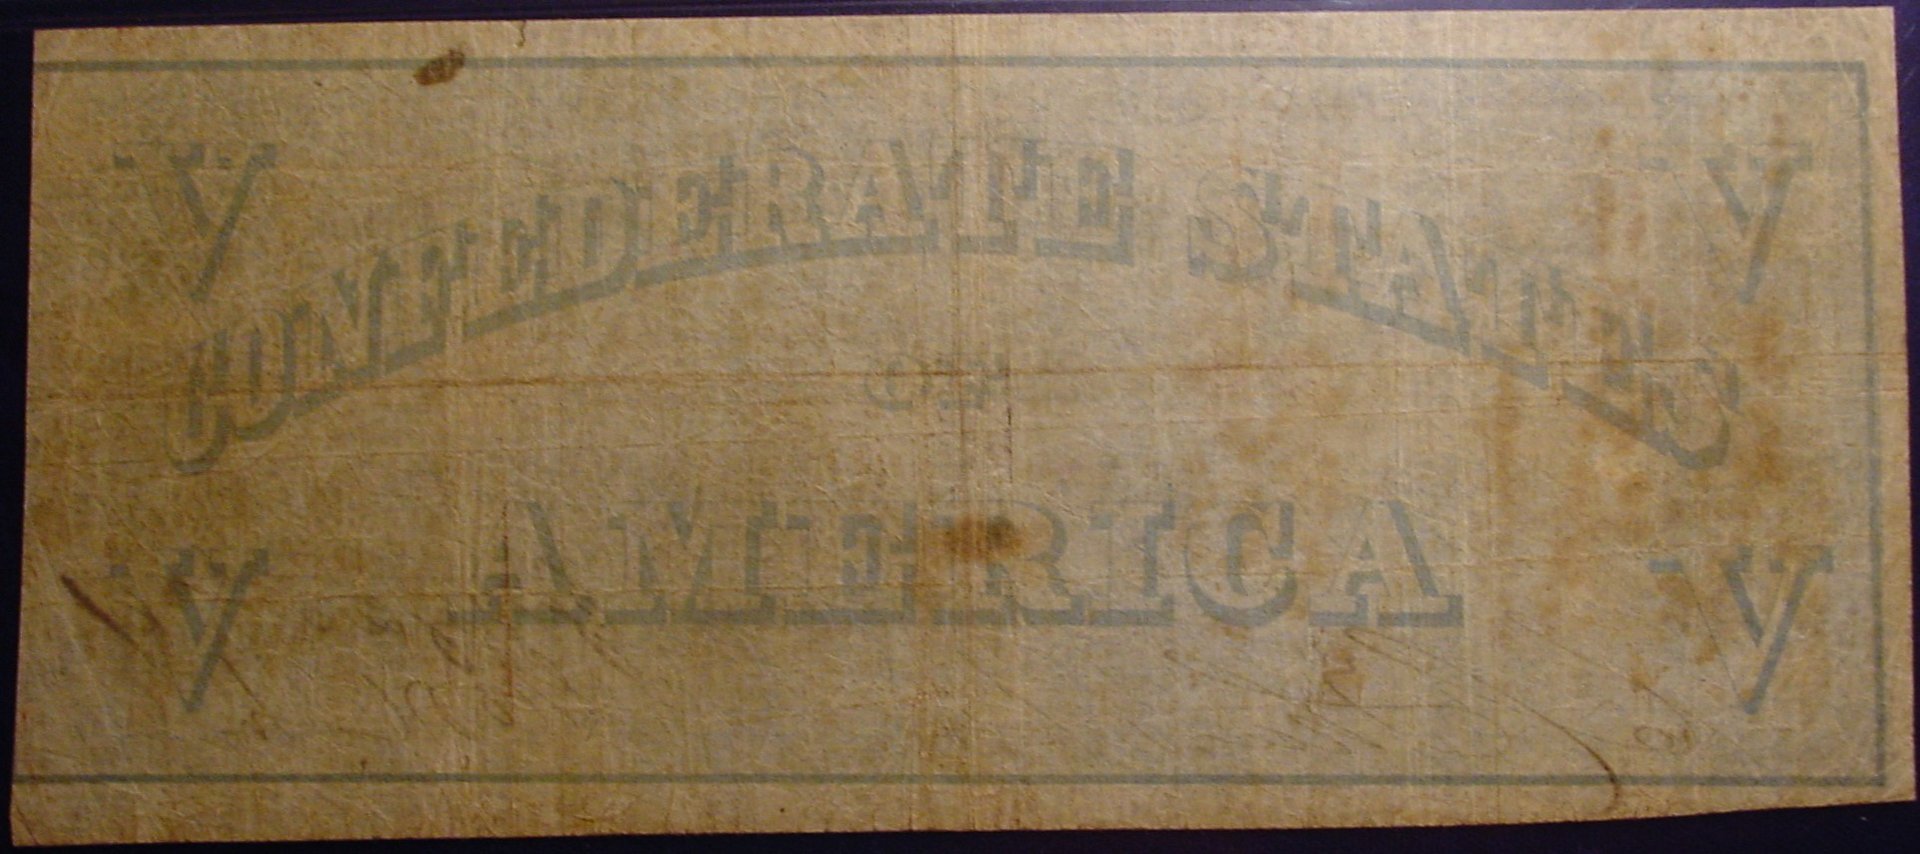 V V
CONFEDERATE STATES
OF
AMERICA
V V